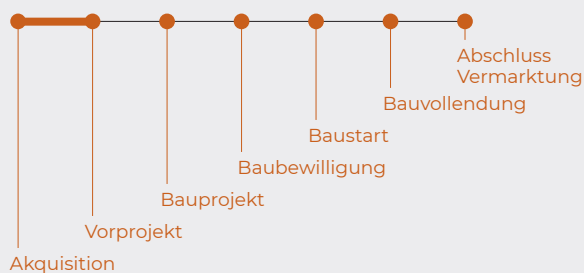 Abschluss
Vermarktung
Bauvollendung
Baustart
Baubewilligung
Bauprojekt
Vorprojekt
Akquisition